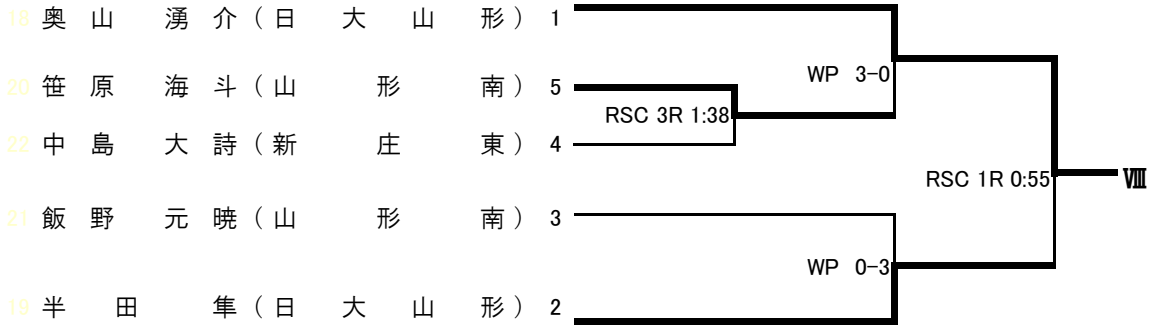 18 奥山 湧介(日大山形) 1
WP 3-0
20 笹原 海斗(山形南) 5
RSC 3R 1:38
22 中島 大詩(新庄東) 4
RSC 1R 0:55 Ⅷ
21 飯野 元暁(山形南) 3
WP 0-3
19 半田 隼(日大山形) 2